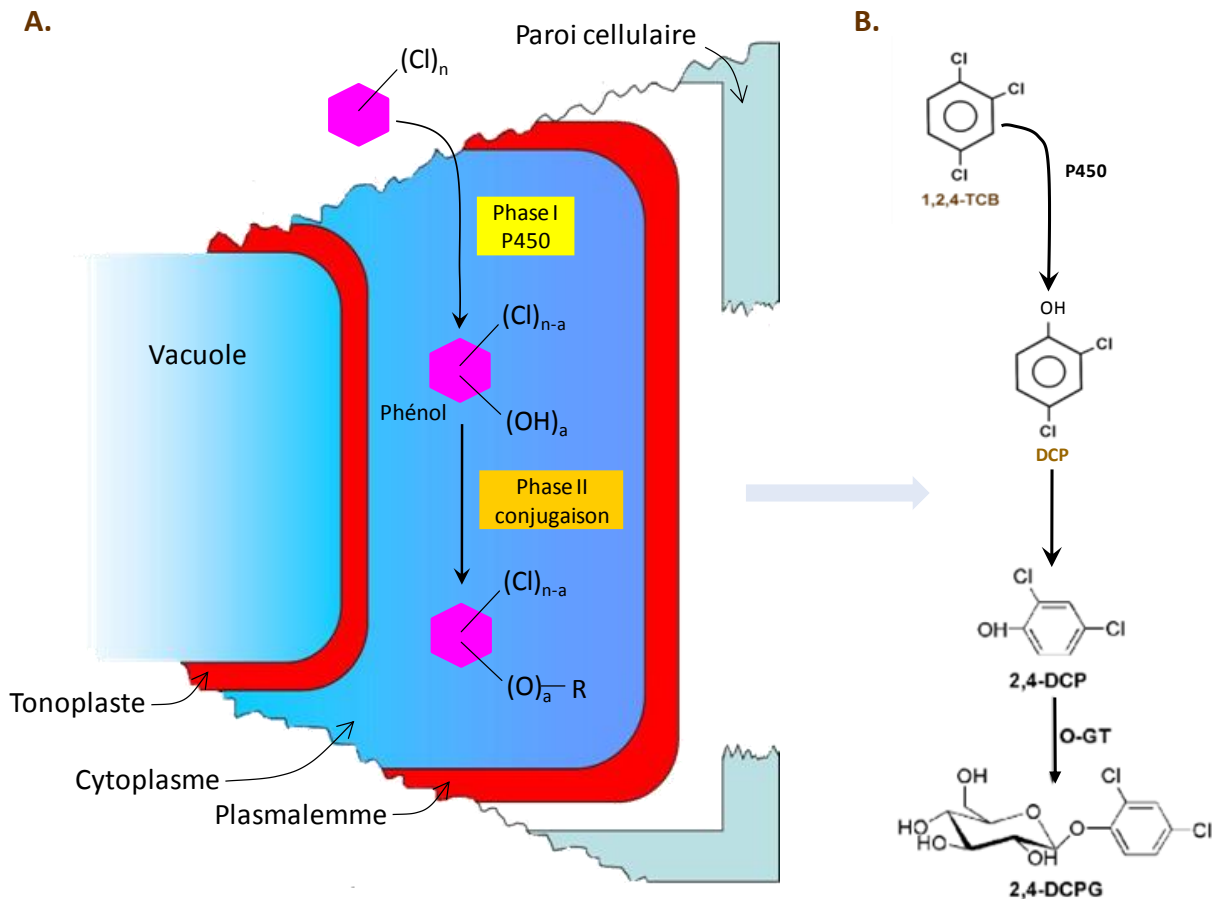 A.
Paroi cellulaire
(Cl)n
Phase I
P450
Vacuole
(Cl)n-a
Phénol
(OH)a
Phase II
conjugaison
(Cl)n-a
(O)a— R
Tonoplaste
Cytoplasme
Plasmalemme
B.
Cl
Cl
Cl
1,2,4-TCB
P450
OH
Cl
Cl
DCP
Cl
OH
Cl
2,4-DCP
O-GT
OH
O
Cl
HO
O
Cl
HO
OH
2,4-DCPG